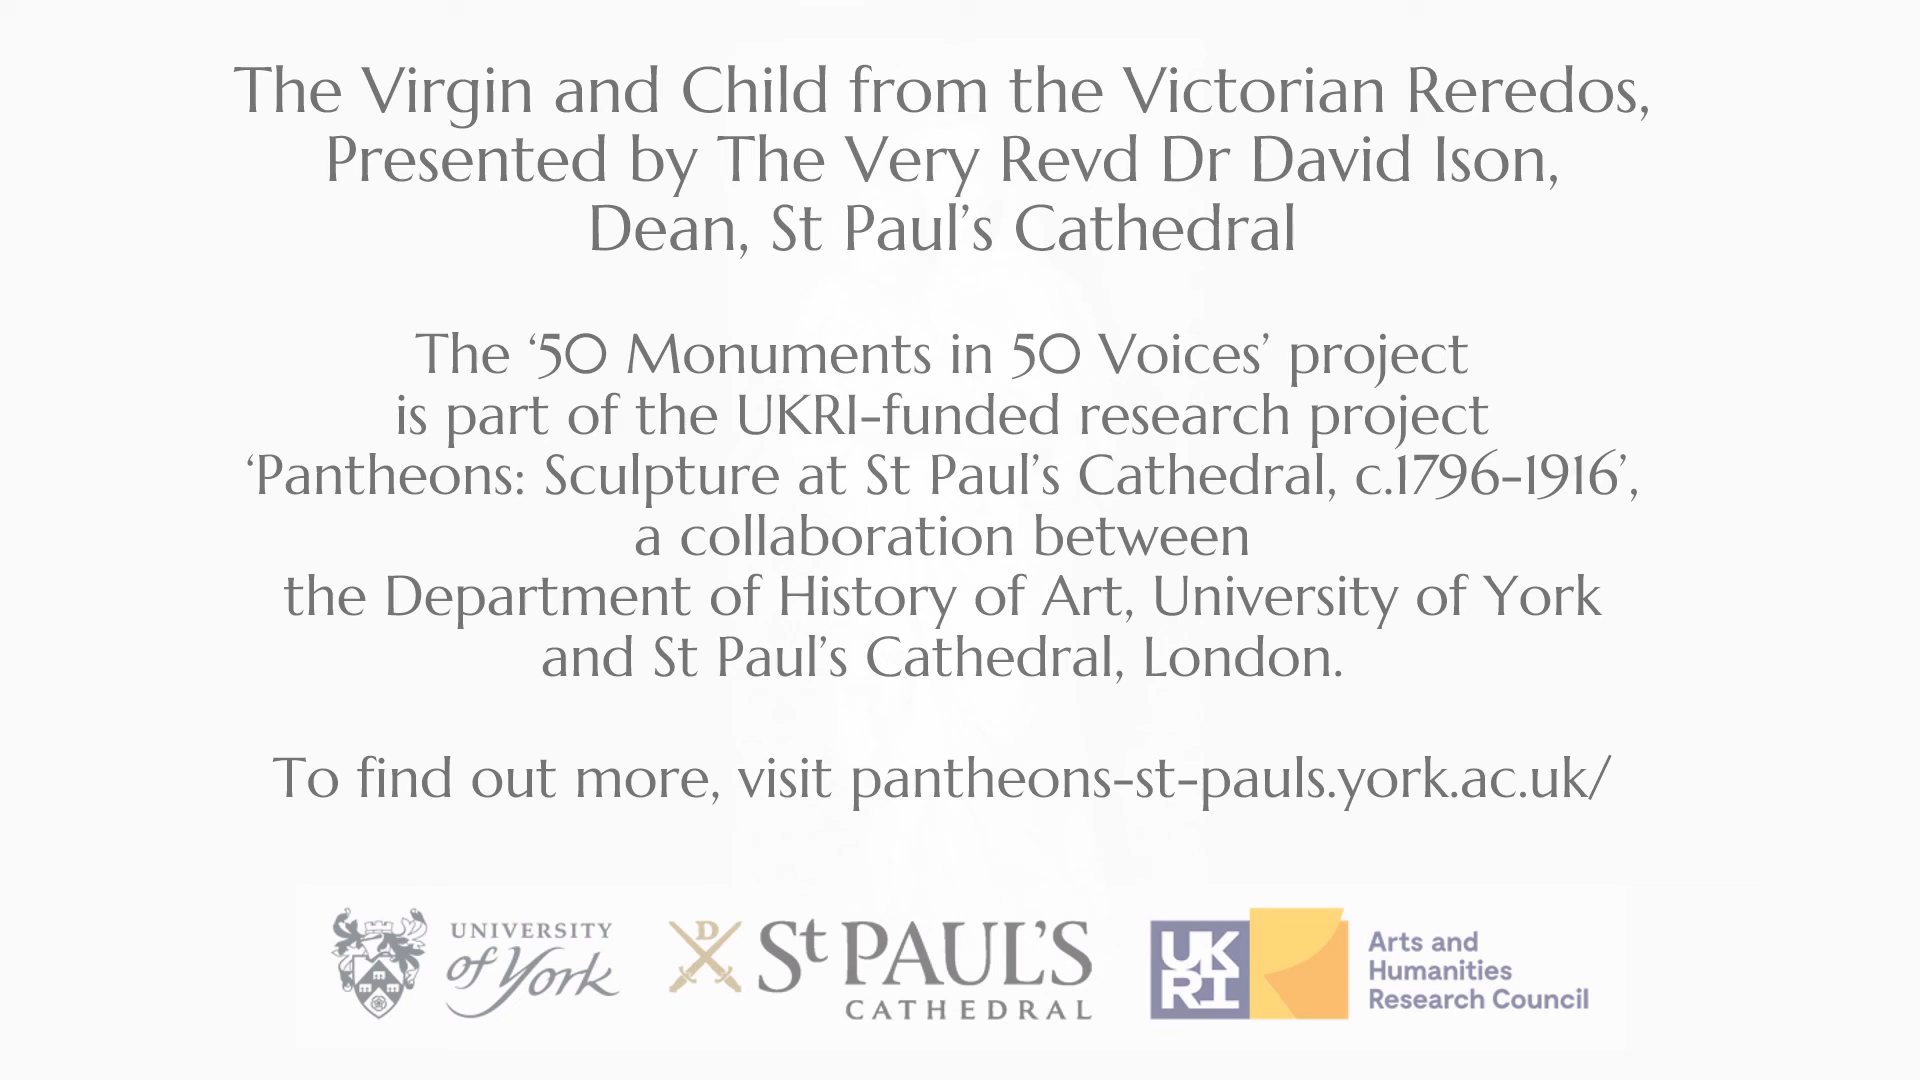 The Virgin and Child from the Victorian Reredos,
Presented by The Very Revd Dr David Ison,
Dean, St Paul’s Cathedral
The ‘50 Monuments in 50 Voices’ project
is part of the UKRI-funded research project
‘Pantheons: Sculpture at St Paul’s Cathedral, c.1796-1916’,
a collaboration between
the Department of History of Art, University of York
and St Paul’s Cathedral, London.
To find out more, visit pantheons-st-pauls.york.ac.uk/
UNIVERSITY
of York
D
St PAUL’S
CATHEDRAL
UK
RI
Arts and
Humanities
Research Council